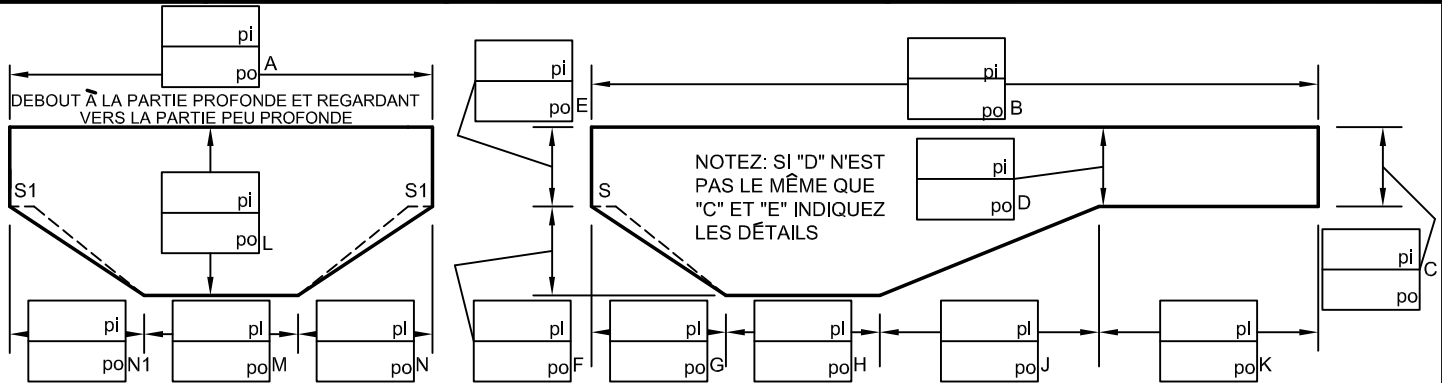 pi
po A
DEBOUT À LA PARTIE PROFONDE ET REGARDANT
VERS LA PARTIE PEU PROFONDE
S1
S1
pi
po L
pi
po N1
pl
po M
pl
po N
pi
po E
pl
po F
pi
po B
NOTEZ: SI "D" N'EST
PAS LE MÊME QUE
"C" ET "E" INDIQUEZ
LES DÉTAILS
S
pi
po D
pi
po C
pl
po G
pl
po H
pl
po J
pl
po K